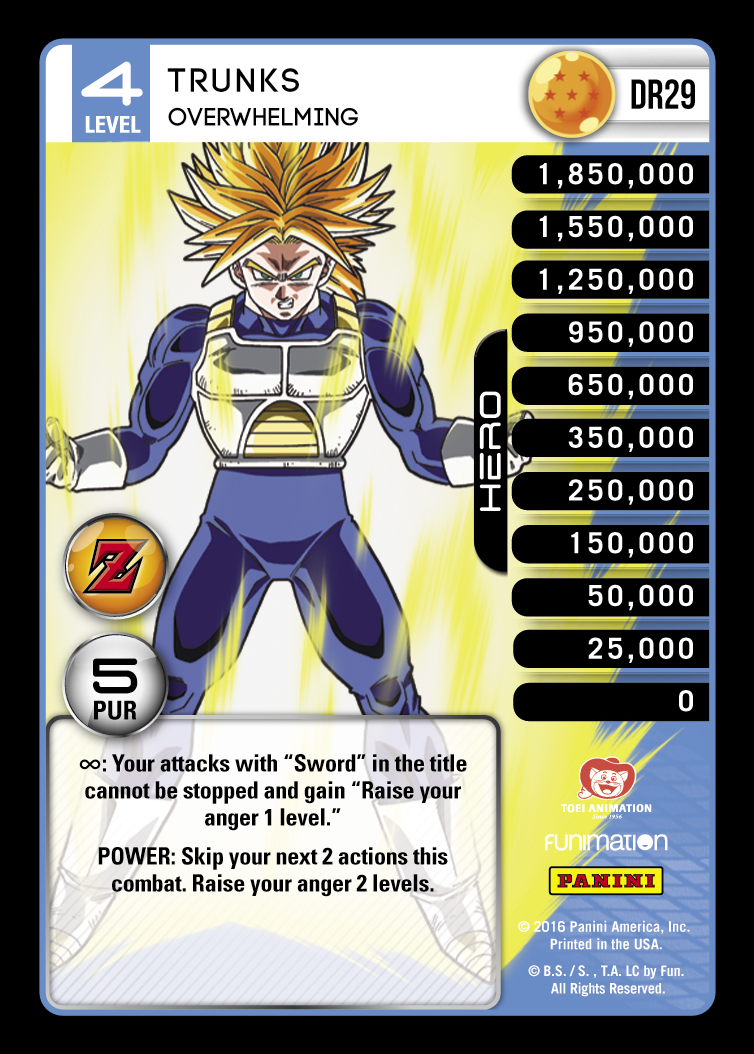 4
LEVEL
TRUNKS
OVERWHELMING
DR29
1,850,000
1,550,000
1,250,000
950,000
650,000
350,000
250,000
150,000
50,000
25,000
0
HERO
Z
5
PUR
∞: Your attacks with “Sword” in the title
cannot be stopped and gain “Raise your
anger 1 level.”
POWER: Skip your next 2 actions this
combat. Raise your anger 2 levels.
TOEI ANIMATION
Since 1956
FUNIMATION
PANINI
© 2016 Panini America, Inc.
Printed in the USA.
© B.S. / S. , T.A. LC by Fun.
All Rights Reserved.